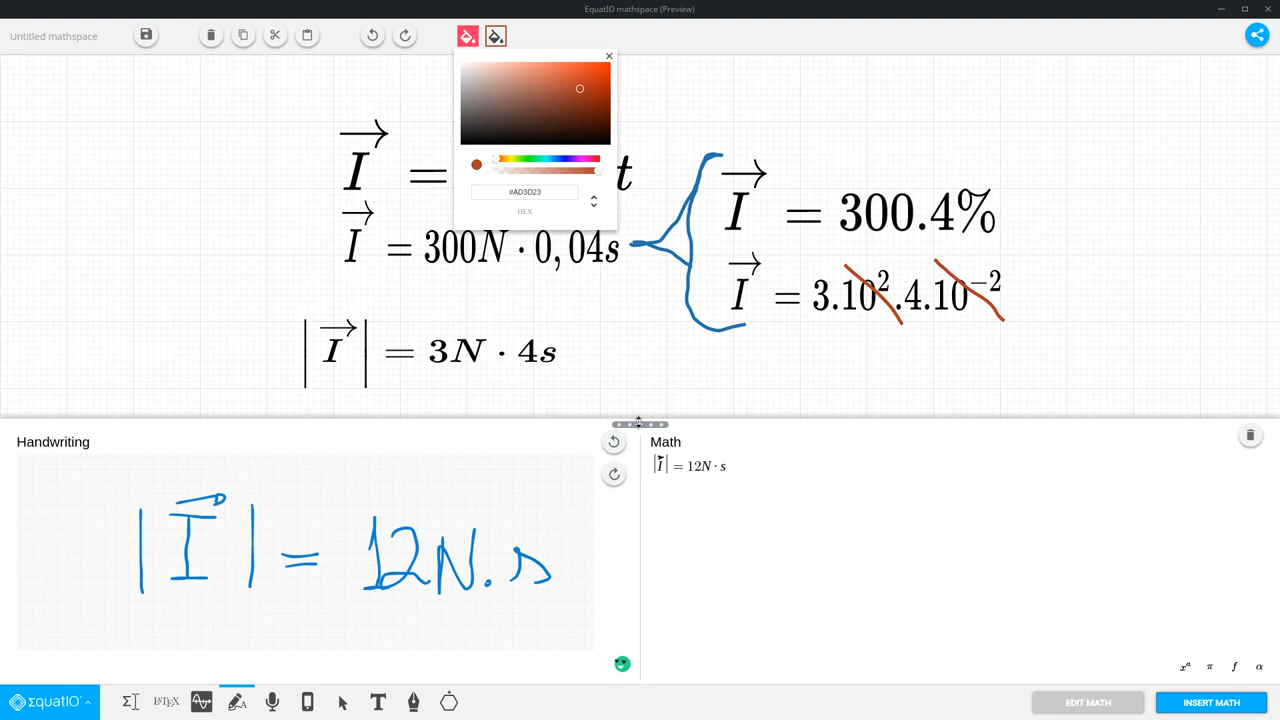 EquatIO mathspace (Preview)
Untitled mathspace
#AD3D23
HEX
I⃗ = t
I⃗ = 300N · 0, 04s
|I⃗| = 3N · 4s
I⃗ = 300.4%
I⃗ = 3.10².4.10⁻²
Handwriting
|I⃗| = 12N. s
Math
|I⃗| = 12N · s
xᵃ π f α
EQUATIO
Σ LATEX A T
EDIT MATH
INSERT MATH